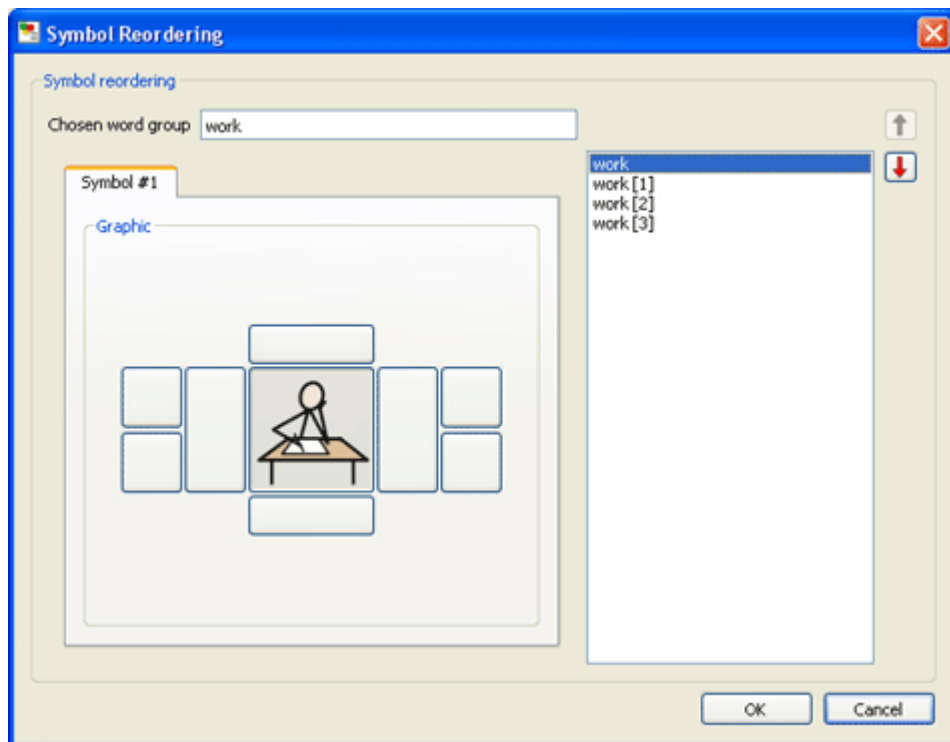 Symbol Reordering
Symbol reordering
Chosen word group work
Symbol #1
Graphic
work
work [1]
work [2]
work [3]
OK
Cancel